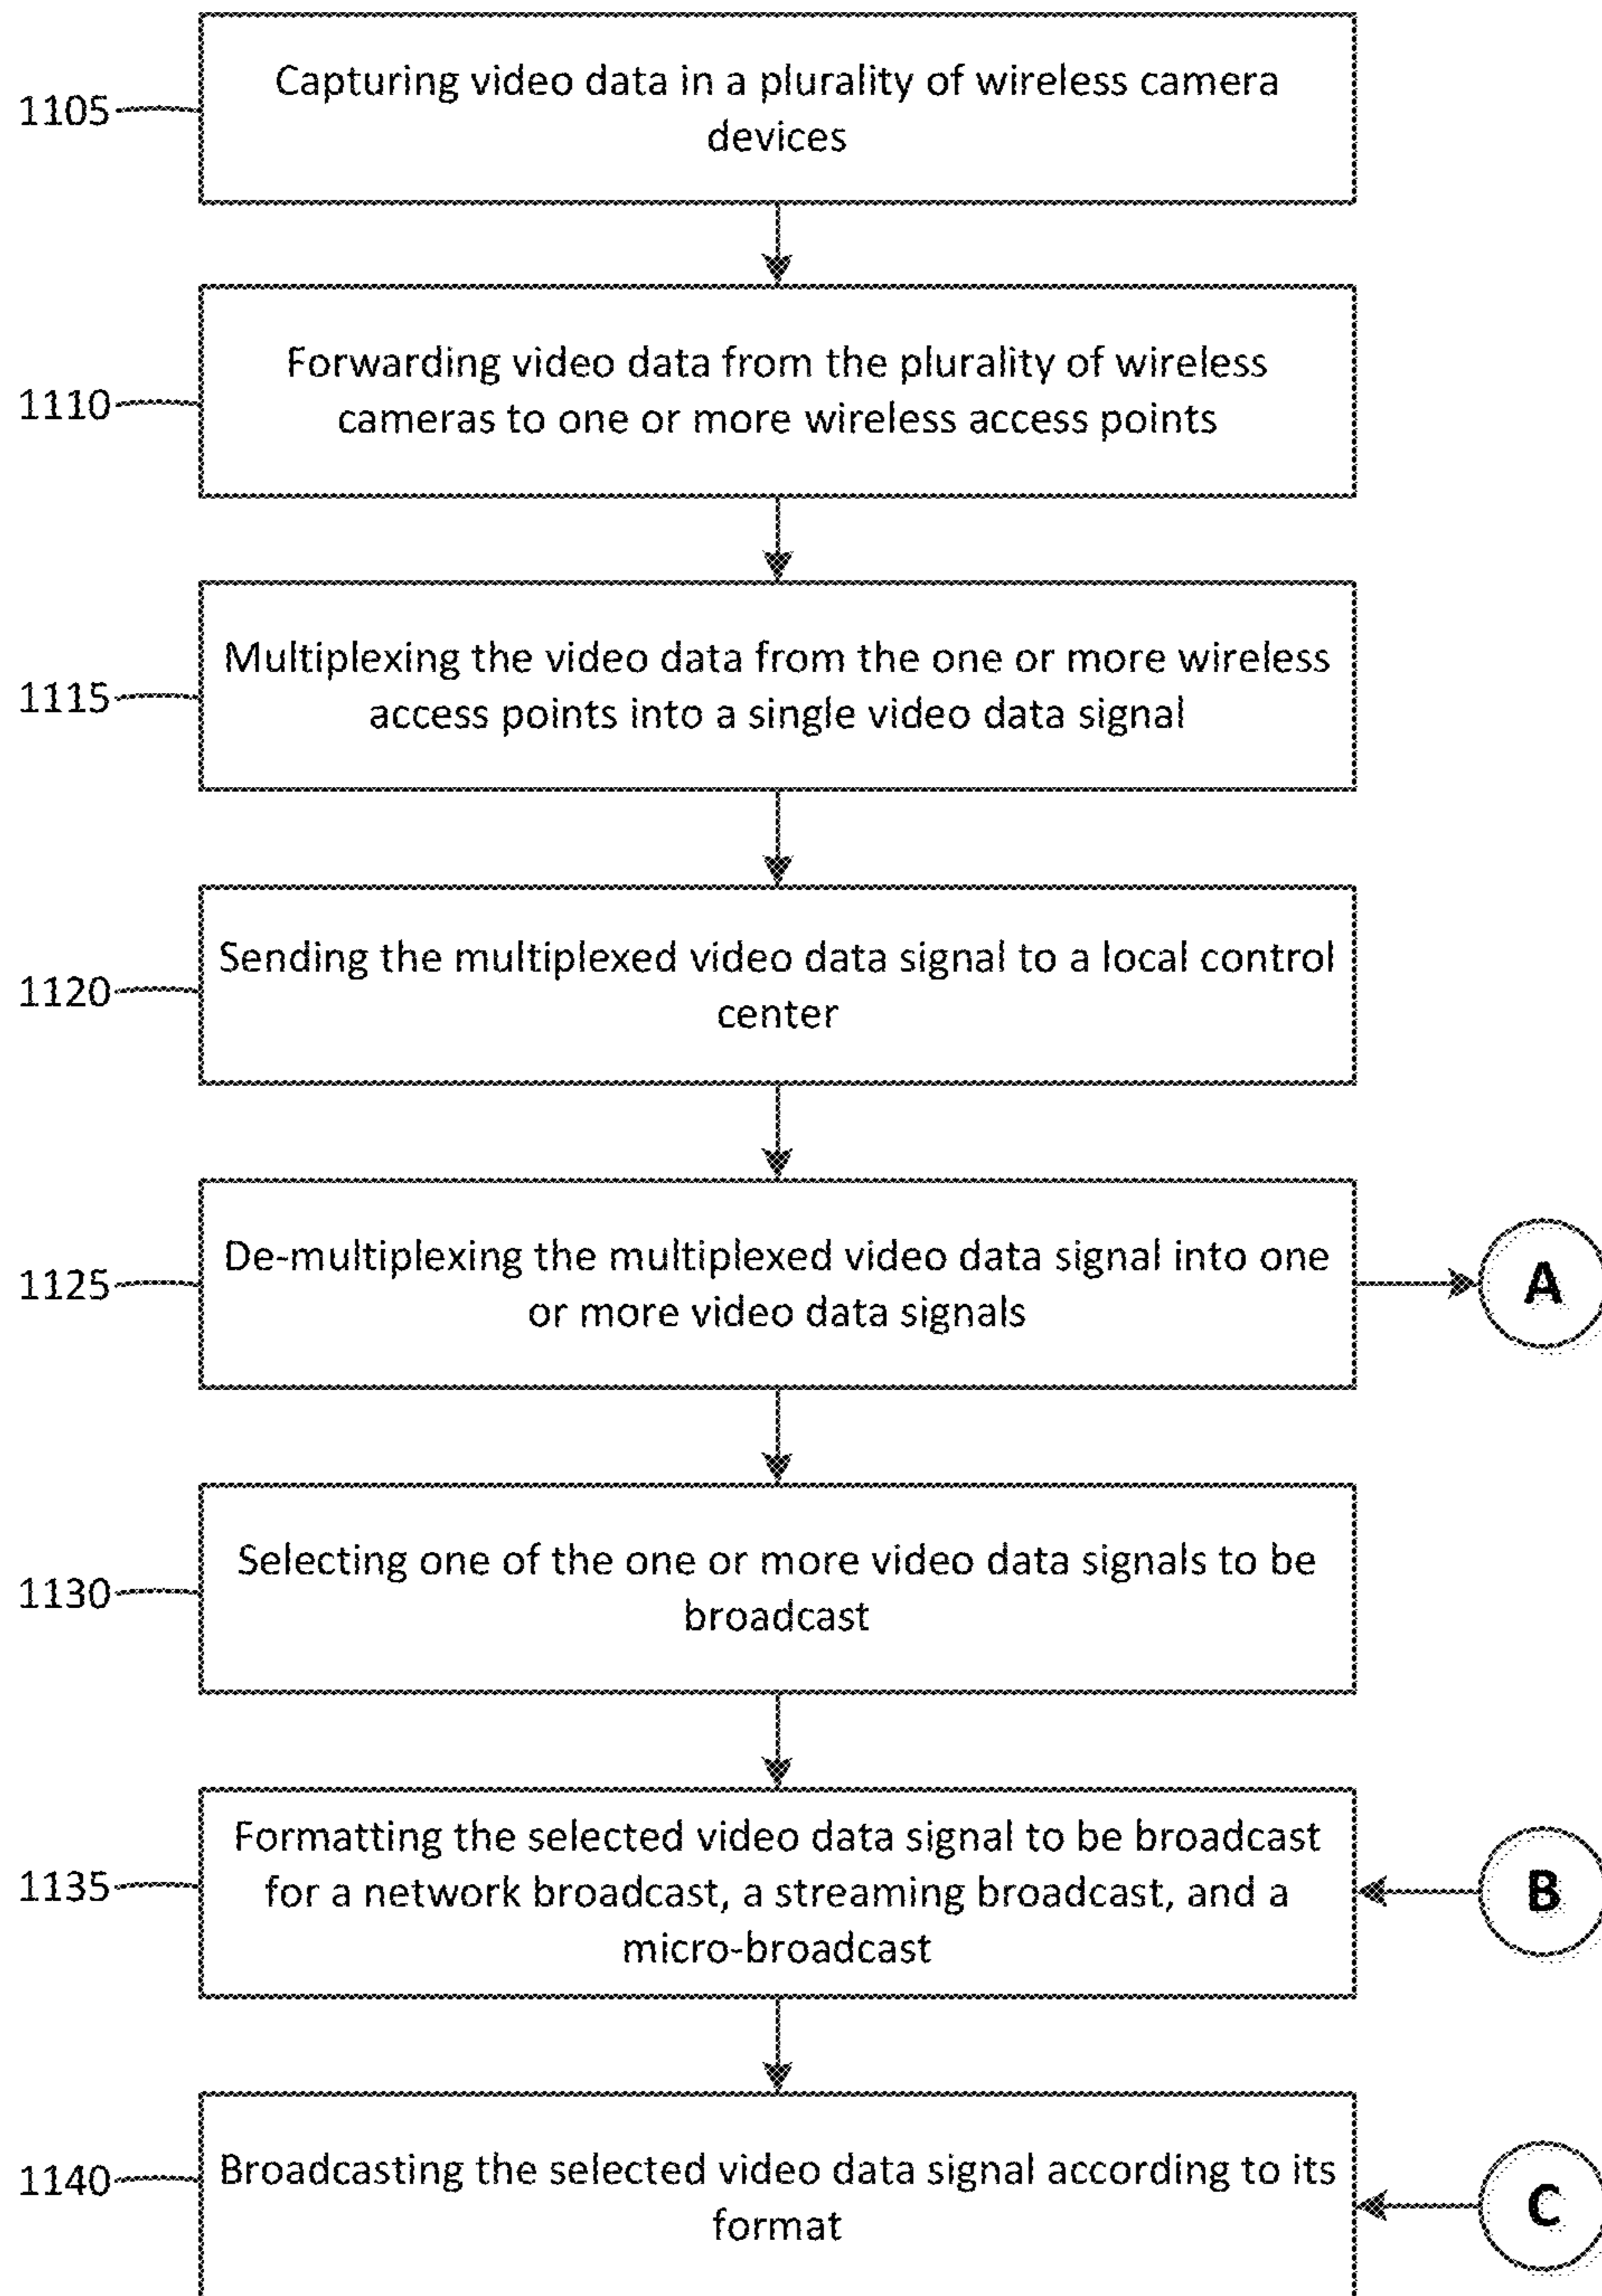 1105
Capturing video data in a plurality of wireless camera
devices
1110
Forwarding video data from the plurality of wireless
cameras to one or more wireless access points
1115
Multiplexing the video data from the one or more wireless
access points into a single video data signal
1120
Sending the multiplexed video data signal to a local control
center
1125
De-multiplexing the multiplexed video data signal into one
or more video data signals
A
1130
Selecting one of the one or more video data signals to be
broadcast
1135
Formatting the selected video data signal to be broadcast
for a network broadcast, a streaming broadcast, and a
micro-broadcast
B
1140
Broadcasting the selected video data signal according to its
format
C